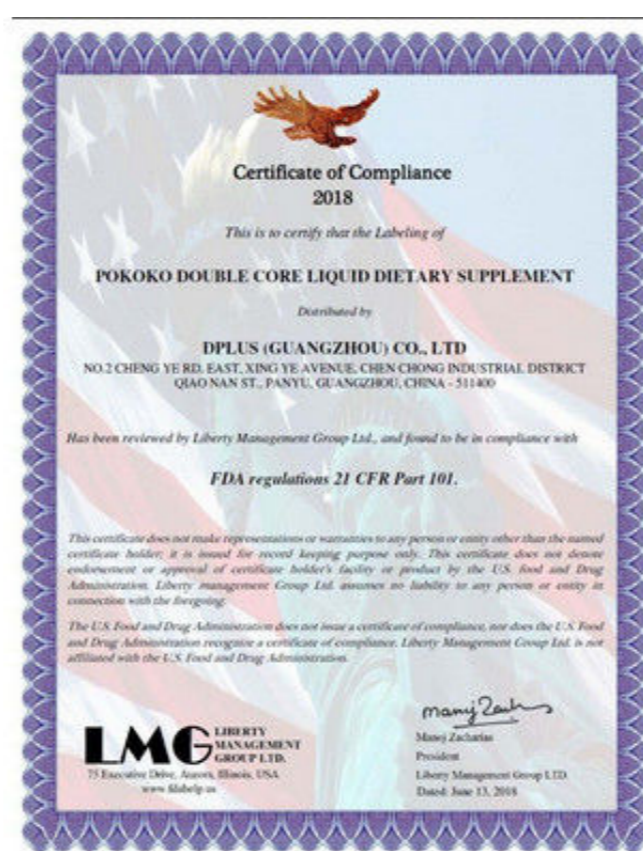 Certificate of Compliance
2018
This is to certify that the Labeling of
POKOKO DOUBLE CORE LIQUID DIETARY SUPPLEMENT
Distributed by
DPLUS (GUANGZHOU) CO., LTD
NO.2 CHENG YE RD, EAST, XING YE AVENUE, CHEN CHONG INDUSTRIAL DISTRICT
QIAO NAN ST., PANYU, GUANGZHOU, CHINA - 511400
Has been reviewed by Liberty Management Group Ltd., and found to be in compliance with
FDA regulations 21 CFR Part 101.
This certificate does not make representations or warranties to any person or entity other than the named
certificate holder; it is issued for record keeping purpose only. This certificate does not denote
endorsement or approval of certificate holder's facility or product by the U.S. food and Drug
Administration. Liberty management Group Ltd. assumes no liability to any person or entity in
connection with the foregoing.
The U.S. Food and Drug Administration does not issue a certificate of compliance, nor does the U.S. Food
and Drug Administration recognize a certificate of compliance. Liberty Management Group Ltd. is not
affiliated with the U.S. Food and Drug Administration.
LMG LIBERTY
MANAGEMENT
GROUP LTD.
75 Executive Drive, Aurora, Illinois, USA
www.fdahelp.us
Manoj Zacharias
President
Liberty Management Group LTD.
Dated: June 13, 2018